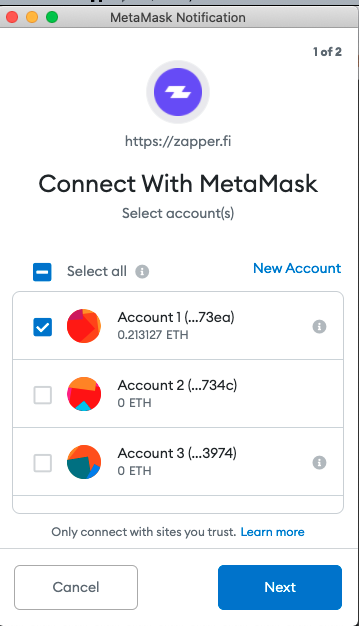 MetaMask Notification
1 of 2
https://zapper.fi
Connect With MetaMask
Select account(s)
Select all
New Account
Account 1 (...73ea)
0.213127 ETH
Account 2 (...734c)
0 ETH
Account 3 (...3974)
0 ETH
Only connect with sites you trust. Learn more
Cancel
Next